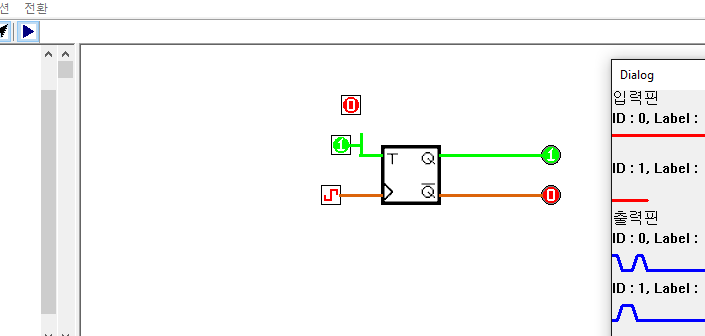 전환
Dialog
입력핀
ID : 0, Label :
ID : 1, Label :
출력핀
ID : 0, Label :
ID : 1, Label :
0
1
T Q
1
Q
0